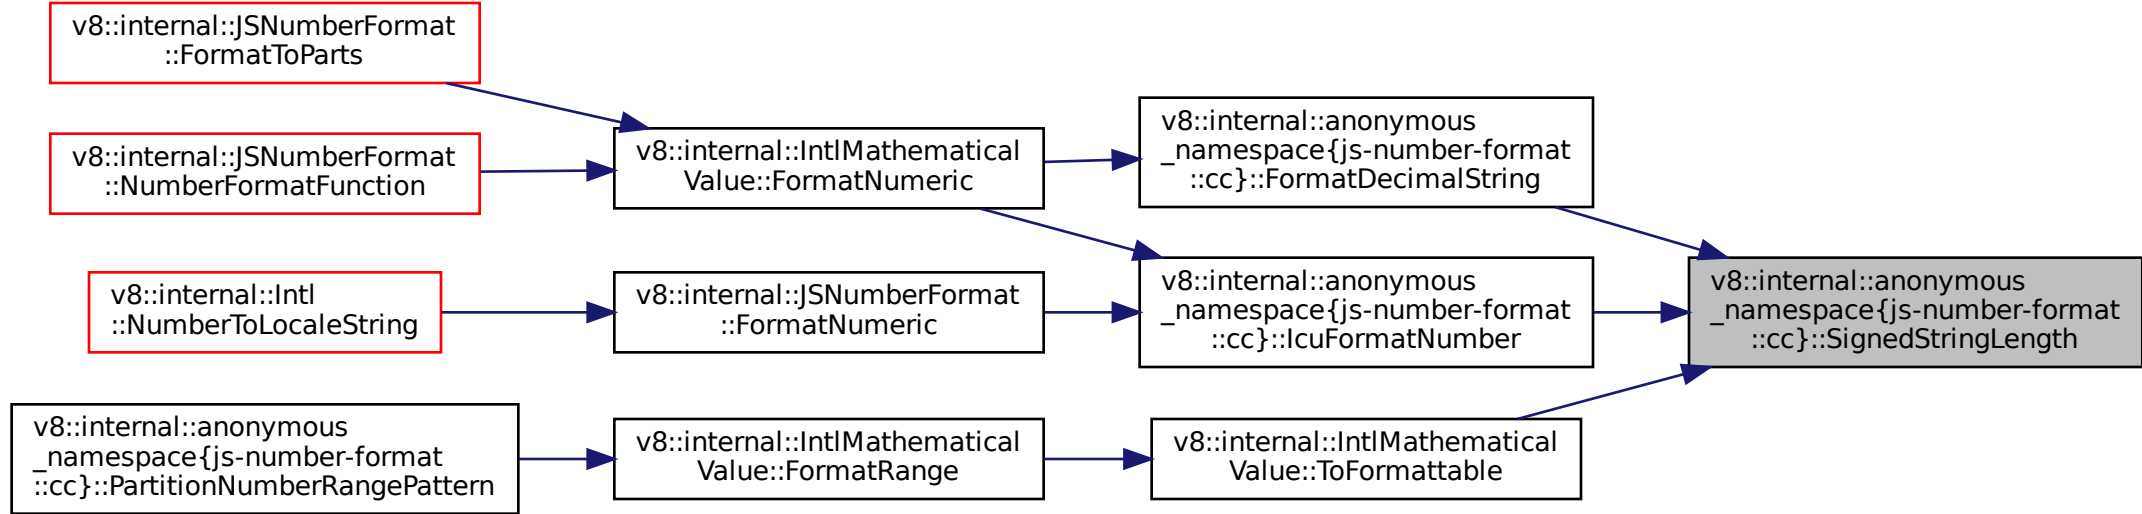 v8::internal::JSNumberFormat
::FormatToParts
v8::internal::JSNumberFormat
::NumberFormatFunction
v8::internal::Intl
::NumberToLocaleString
v8::internal::anonymous
_namespace{js-number-format
::cc}::PartitionNumberRangePattern
v8::internal::IntlMathematical
Value::FormatNumeric
v8::internal::JSNumberFormat
::FormatNumeric
v8::internal::IntlMathematical
Value::FormatRange
v8::internal::anonymous
_namespace{js-number-format
::cc}::FormatDecimalString
v8::internal::anonymous
_namespace{js-number-format
::cc}::IcuFormatNumber
v8::internal::IntlMathematical
Value::ToFormattable
v8::internal::anonymous
_namespace{js-number-format
::cc}::SignedStringLength